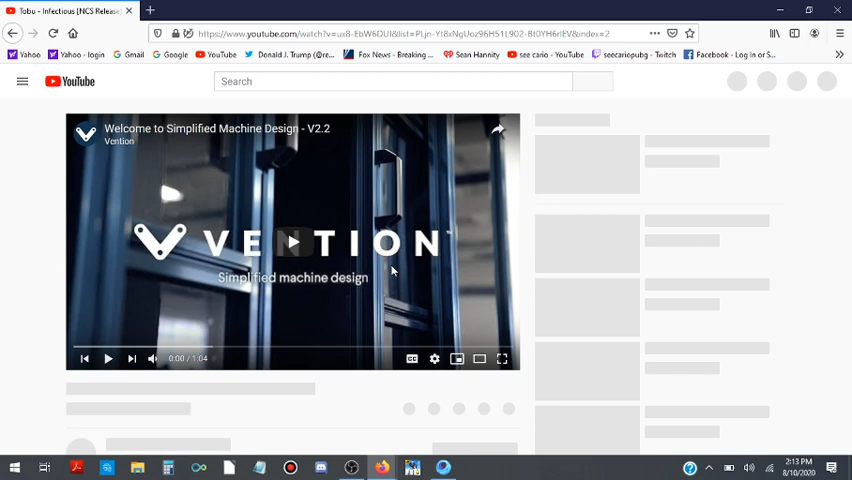 Tobu - Infectious [NCS Release]
https://www.youtube.com/watch?v=ux8-EbW6DUI&list=PLjn-Yt8xNgUoz96H51L902-Bt0YH6rIEV&index=2
Yahoo
Yahoo - login
Gmail
Google
YouTube
Donald J. Trump (@re...
Fox News - Breaking ...
Sean Hannity
see cario - YouTube
seecariopubg - Twitch
Facebook - Log In or S...
YouTube
Search
Welcome to Simplified Machine Design - V2.2
Vention
VENTION
Simplified machine design
0:00 / 1:04
CC
2:13 PM
8/10/2020